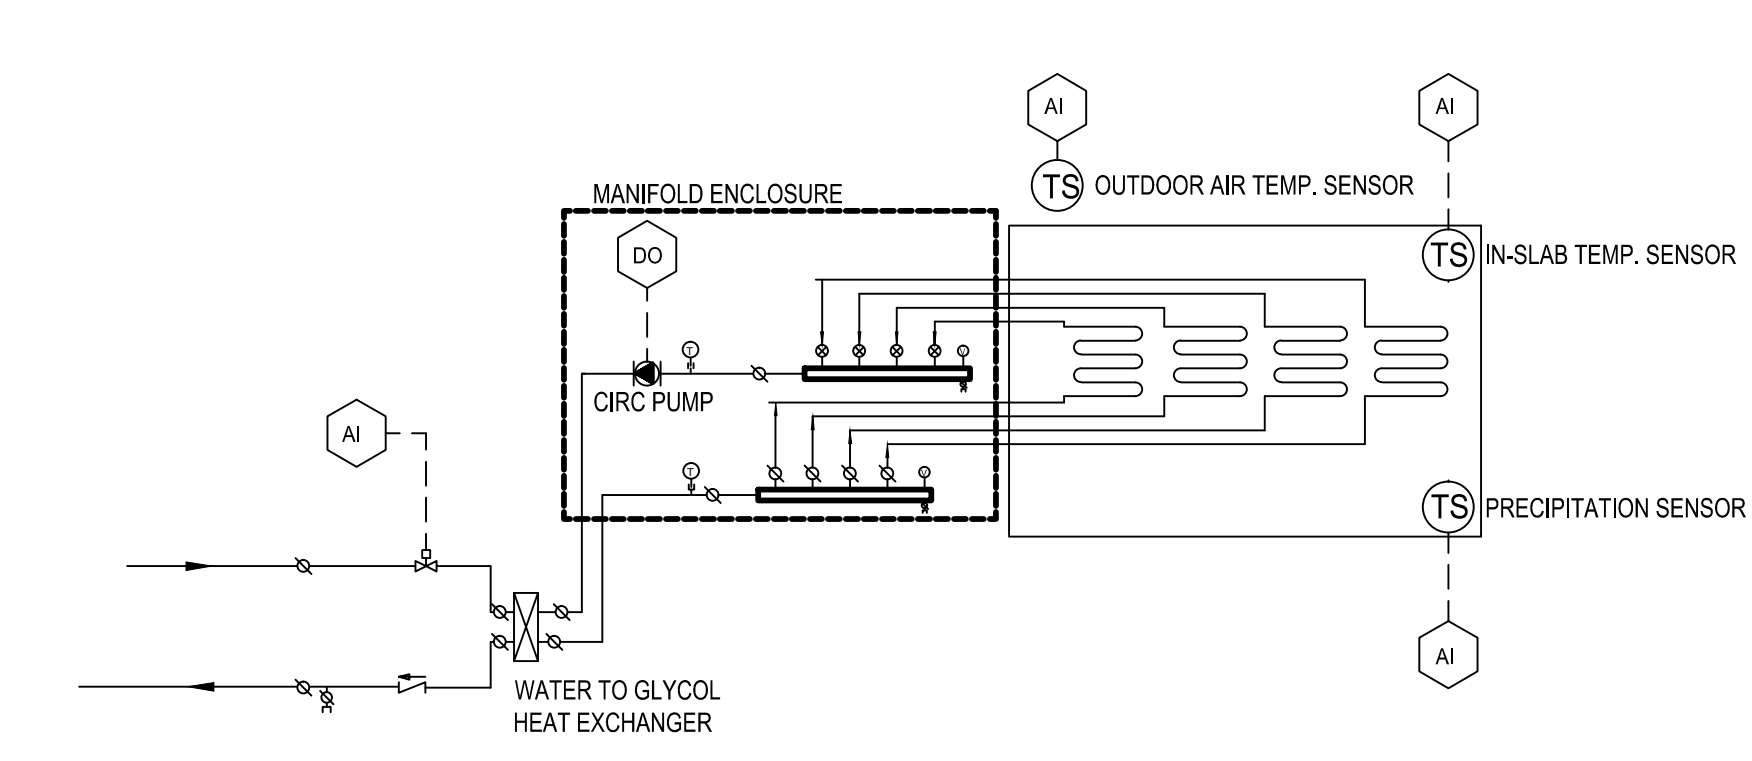 AI
AI
TS OUTDOOR AIR TEMP. SENSOR
MANIFOLD ENCLOSURE
DO
TS IN-SLAB TEMP. SENSOR
T
V
CIRC PUMP
AI
T
V
TS PRECIPITATION SENSOR
AI
WATER TO GLYCOL
HEAT EXCHANGER